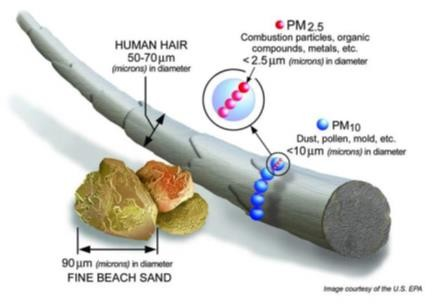 HUMAN HAIR
50-70μm
(microns) in diameter
PM2.5
Combustion particles, organic
compounds, metals, etc.
< 2.5μm (microns) in diameter
PM10
Dust, pollen, mold, etc.
<10μm (microns) in diameter
90μm (microns) in diameter
FINE BEACH SAND
Image courtesy of the U.S. EPA